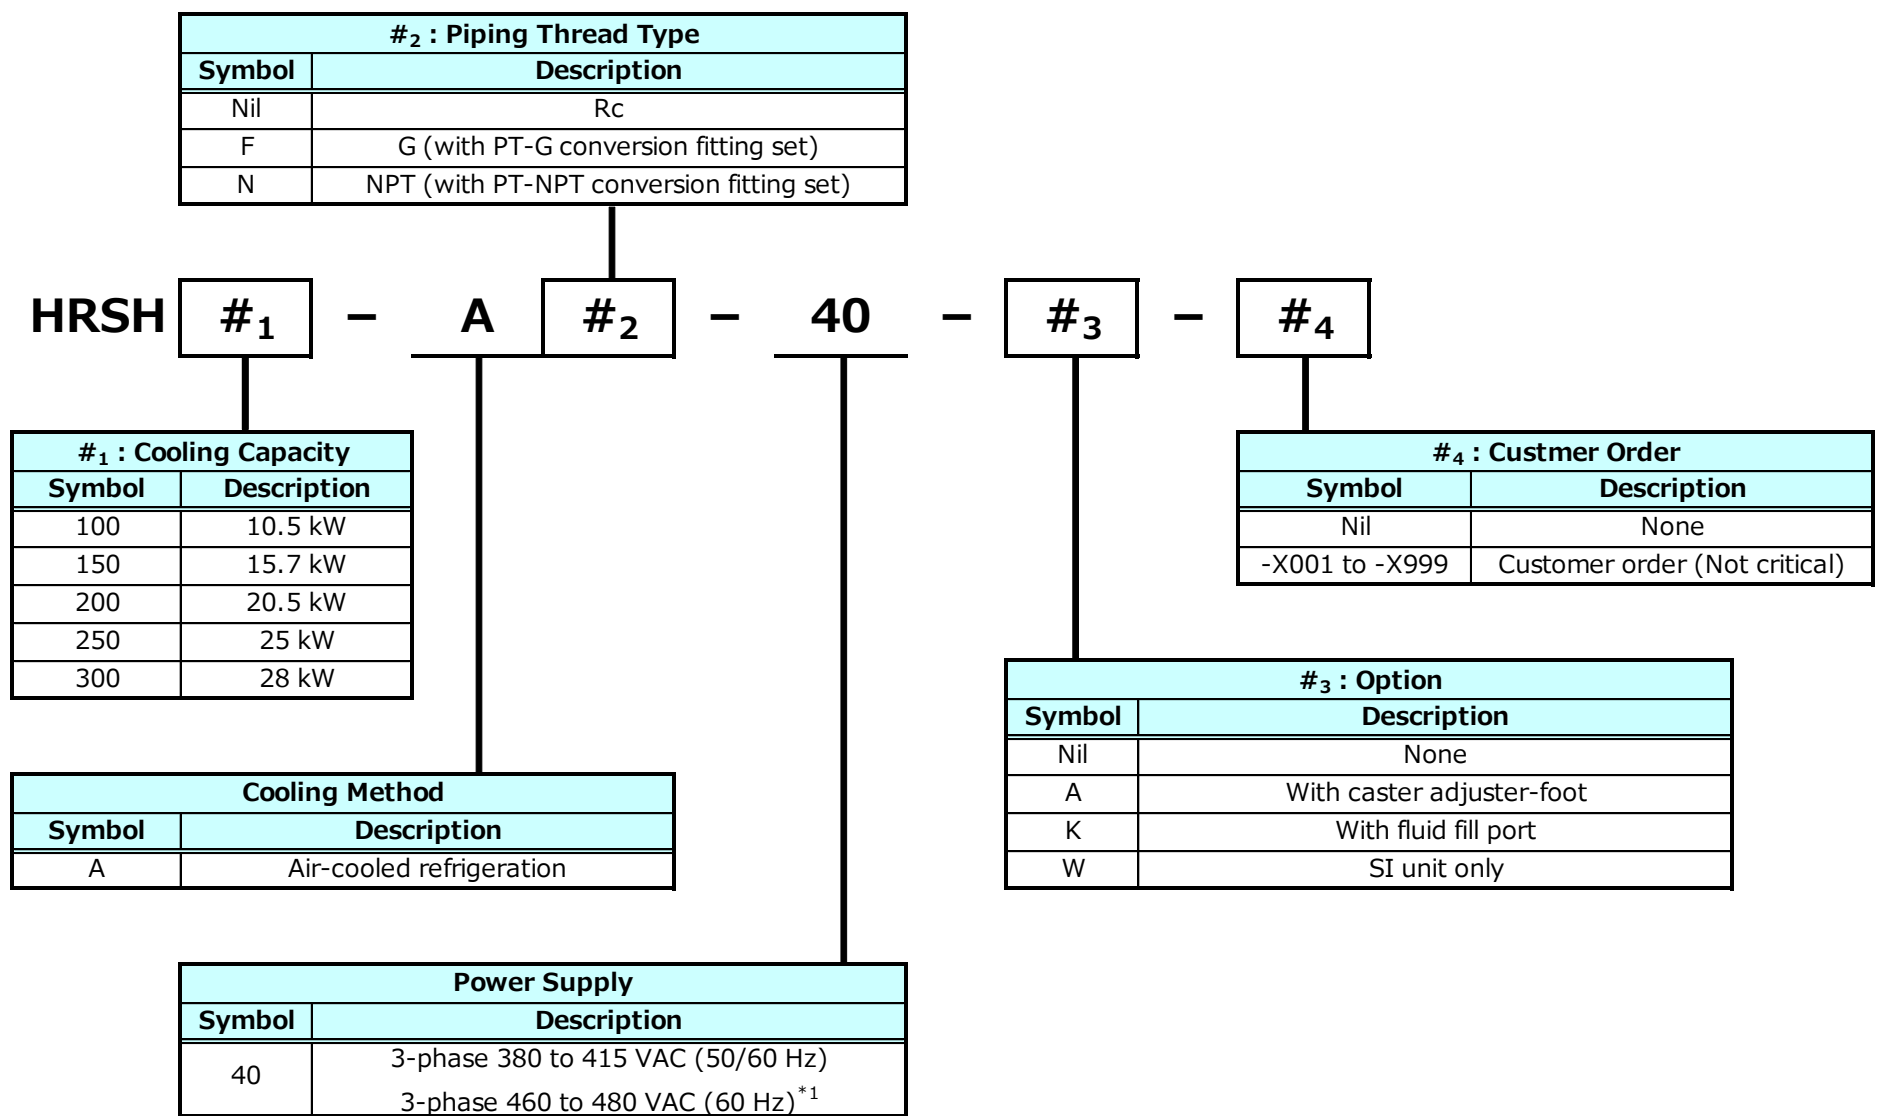 #2 : Piping Thread Type
Symbol Description
Nil Rc
F G (with PT-G conversion fitting set)
N NPT (with PT-NPT conversion fitting set)
HRSH #1 – A #2 – 40 – #3 – #4
#1 : Cooling Capacity
Symbol Description
100 10.5 kW
150 15.7 kW
200 20.5 kW
250 25 kW
300 28 kW
#4 : Custmer Order
Symbol Description
Nil None
-X001 to -X999 Customer order (Not critical)
#3 : Option
Symbol Description
Nil None
A With caster adjuster-foot
K With fluid fill port
W SI unit only
Cooling Method
Symbol Description
A Air-cooled refrigeration
Power Supply
Symbol Description
40 3-phase 380 to 415 VAC (50/60 Hz)
3-phase 460 to 480 VAC (60 Hz)*1